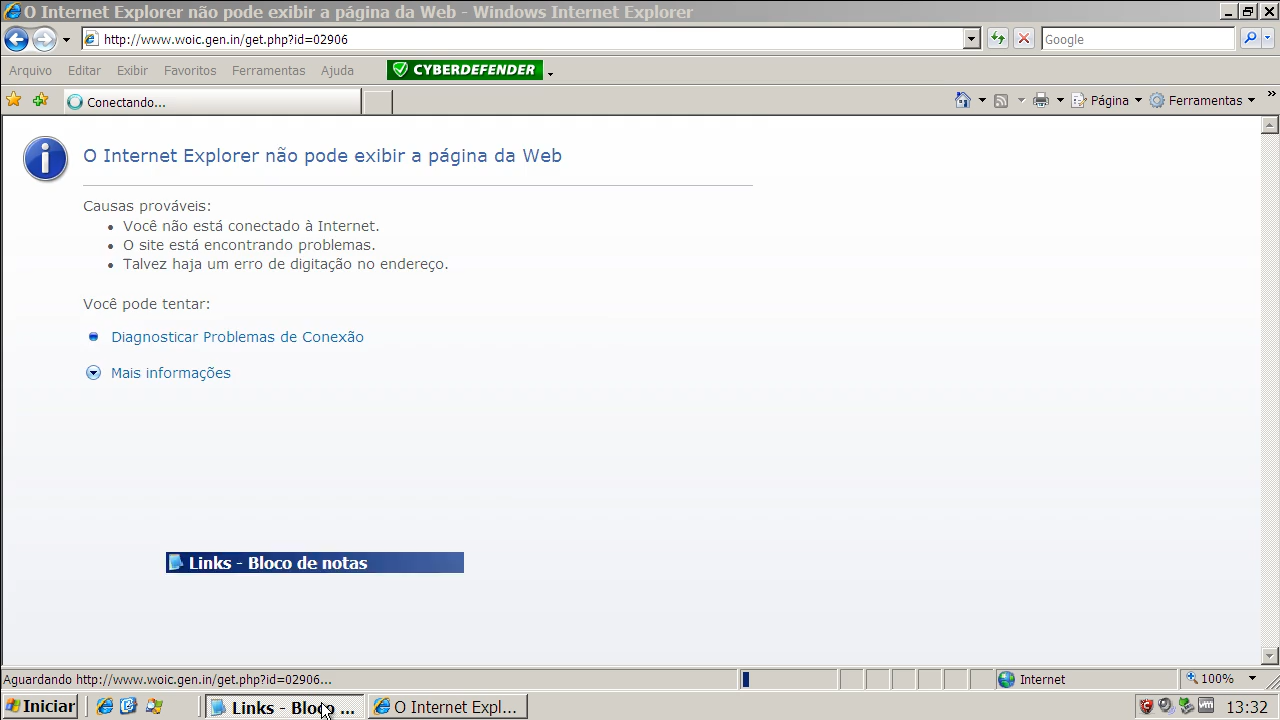 O Internet Explorer não pode exibir a página da Web - Windows Internet Explorer
http://www.woic.gen.in/get.php?id=02906
Google
Arquivo Editar Exibir Favoritos Ferramentas Ajuda
CYBERDEFENDER
Conectando...
Página
Ferramentas
O Internet Explorer não pode exibir a página da Web
Causas prováveis:
Você não está conectado à Internet.
O site está encontrando problemas.
Talvez haja um erro de digitação no endereço.
Você pode tentar:
Diagnosticar Problemas de Conexão
Mais informações
Links - Bloco de notas
Aguardando http://www.woic.gen.in/get.php?id=02906...
Internet
100%
Iniciar
Links - Bloco ...
O Internet Expl...
13:32